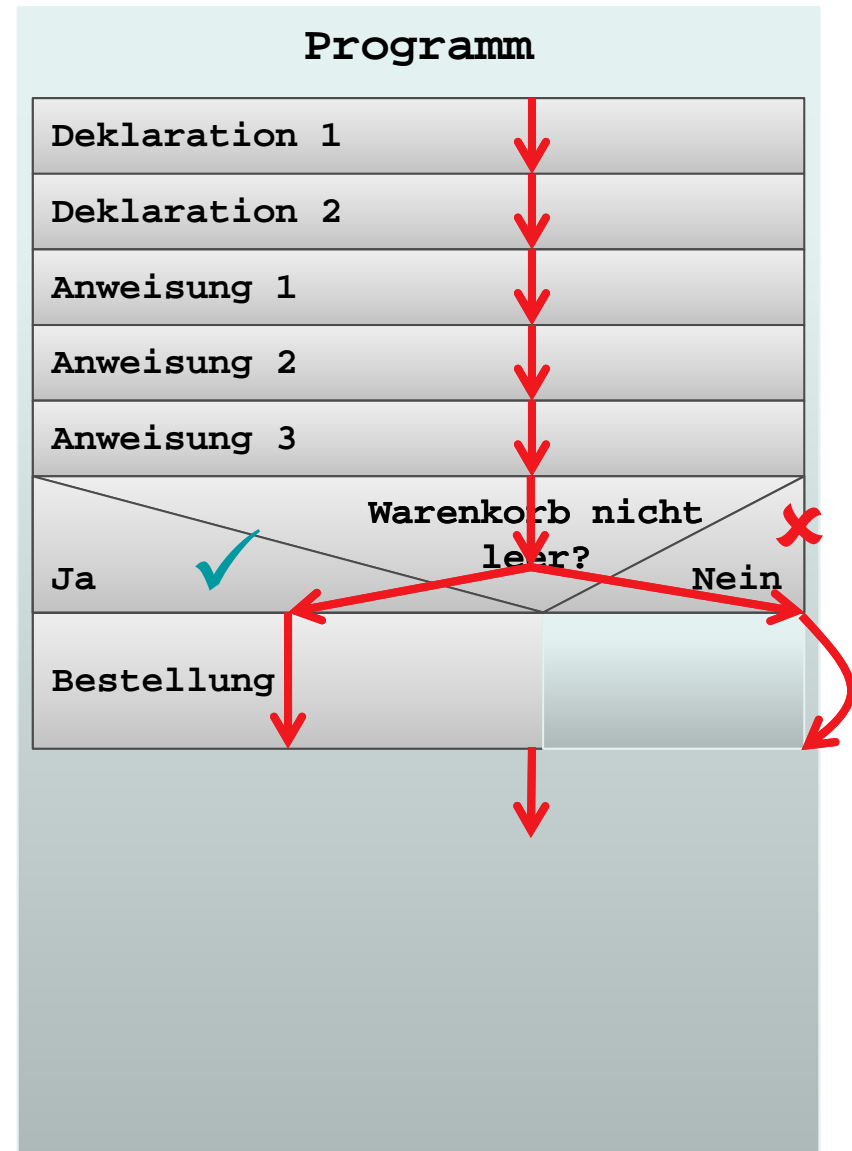 Programm
Deklaration 1
Deklaration 2
Anweisung 1
Anweisung 2
Anweisung 3
Warenkorb nicht
leer?
Ja
Nein
Bestellung